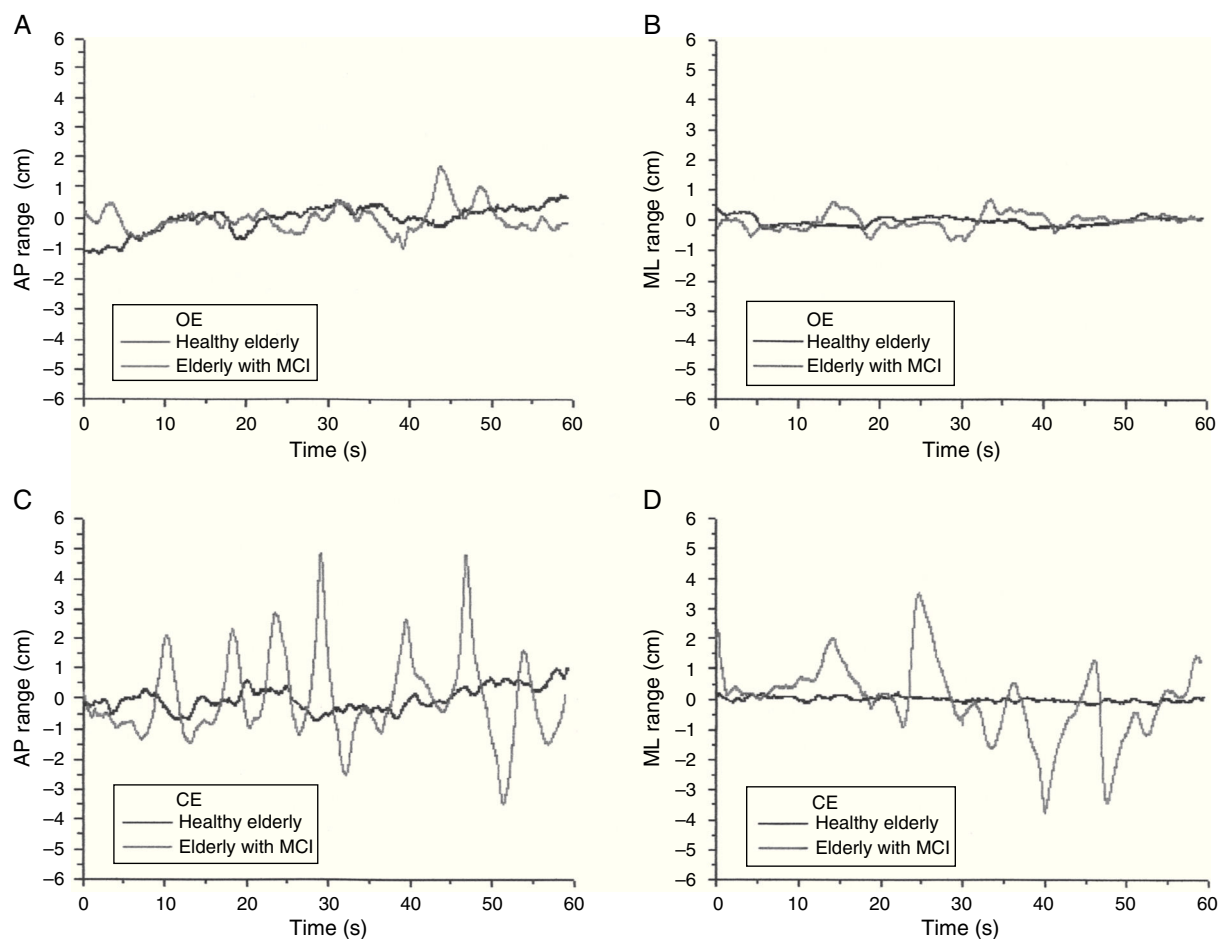 A
6
5
4
3
2
1
0
–1
–2
–3
–4
–5
–6
AP range (cm)
OE
Healthy elderly
Elderly with MCI
0 10 20 30 40 50 60
Time (s)
B
6
5
4
3
2
1
0
–1
–2
–3
–4
–5
–6
ML range (cm)
OE
Healthy elderly
Elderly with MCI
0 10 20 30 40 50 60
Time (s)
C
6
5
4
3
2
1
0
–1
–2
–3
–4
–5
–6
AP range (cm)
CE
Healthy elderly
Elderly with MCI
0 10 20 30 40 50 60
Time (s)
D
6
5
4
3
2
1
0
–1
–2
–3
–4
–5
–6
ML range (cm)
CE
Healthy elderly
Elderly with MCI
0 10 20 30 40 50 60
Time (s)